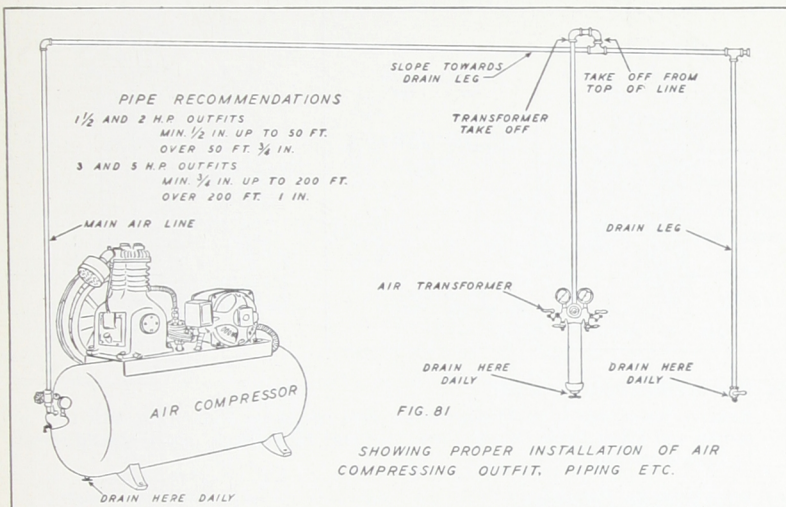 SLOPE TOWARDS
DRAIN LEG
TAKE OFF FROM
TOP OF LINE
TRANSFORMER
TAKE OFF
PIPE RECOMMENDATIONS
1 1/2 AND 2 H.P. OUTFITS
MIN. 1/2 IN. UP TO 50 FT.
OVER 50 FT. 3/4 IN.
3 AND 5 H.P. OUTFITS
MIN. 3/4 IN. UP TO 200 FT.
OVER 200 FT. 1 IN.
MAIN AIR LINE
DRAIN LEG
AIR TRANSFORMER
DRAIN HERE
DAILY
DRAIN HERE
DAILY
AIR COMPRESSOR
FIG. 81
SHOWING PROPER INSTALLATION OF AIR
COMPRESSING OUTFIT, PIPING ETC.
DRAIN HERE DAILY